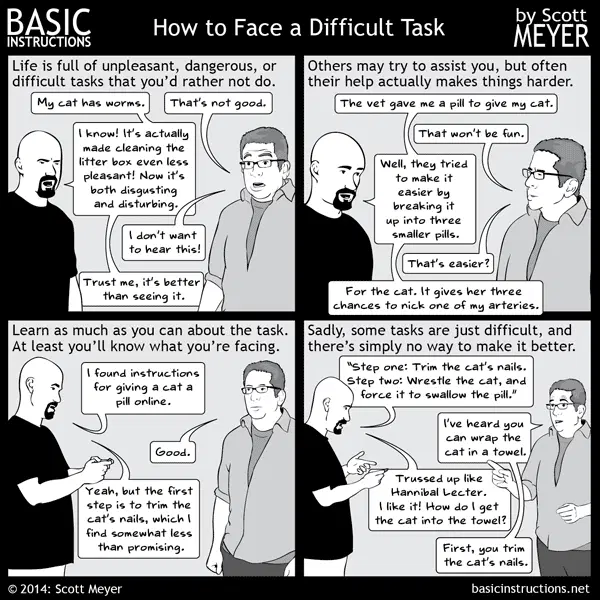 BASIC
INSTRUCTIONS
How to Face a Difficult Task
by Scott
MEYER
Life is full of unpleasant, dangerous, or
difficult tasks that you'd rather not do.
My cat has worms.
That's not good.
I know! It's actually
made cleaning the
litter box even less
pleasant! Now it's
both disgusting
and disturbing.
I don't want
to hear this!
Trust me, it's better
than seeing it.
Others may try to assist you, but often
their help actually makes things harder.
The vet gave me a pill to give my cat.
That won't be fun.
Well, they tried
to make it
easier by
breaking it
up into three
smaller pills.
That's easier?
For the cat. It gives her three
chances to nick one of my arteries.
Learn as much as you can about the task.
At least you'll know what you're facing.
I found instructions
for giving a cat a
pill online.
Good.
Yeah, but the first
step is to trim the
cat's nails, which I
find somewhat less
than promising.
Sadly, some tasks are just difficult, and
there's simply no way to make it better.
"Step one: Trim the cat's nails.
Step two: Wrestle the cat, and
force it to swallow the pill."
I've heard you
can wrap the
cat in a towel.
Trussed up like
Hannibal Lecter.
I like it! How do I get
the cat into the towel?
First, you trim
the cat's nails.
© 2014: Scott Meyer
basicinstructions.net